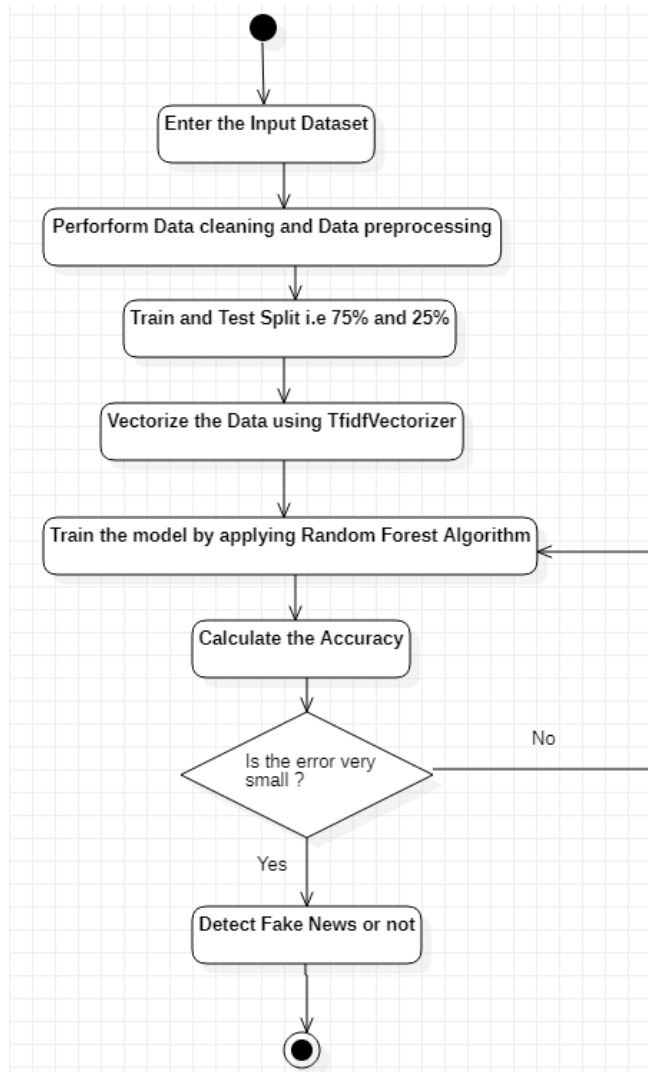 Enter the Input Dataset
Perforform Data cleaning and Data preprocessing
Train and Test Split i.e 75% and 25%
Vectorize the Data using TfidfVectorizer
Train the model by applying Random Forest Algorithm
Calculate the Accuracy
Is the error very
small ?
No
Yes
Detect Fake News or not